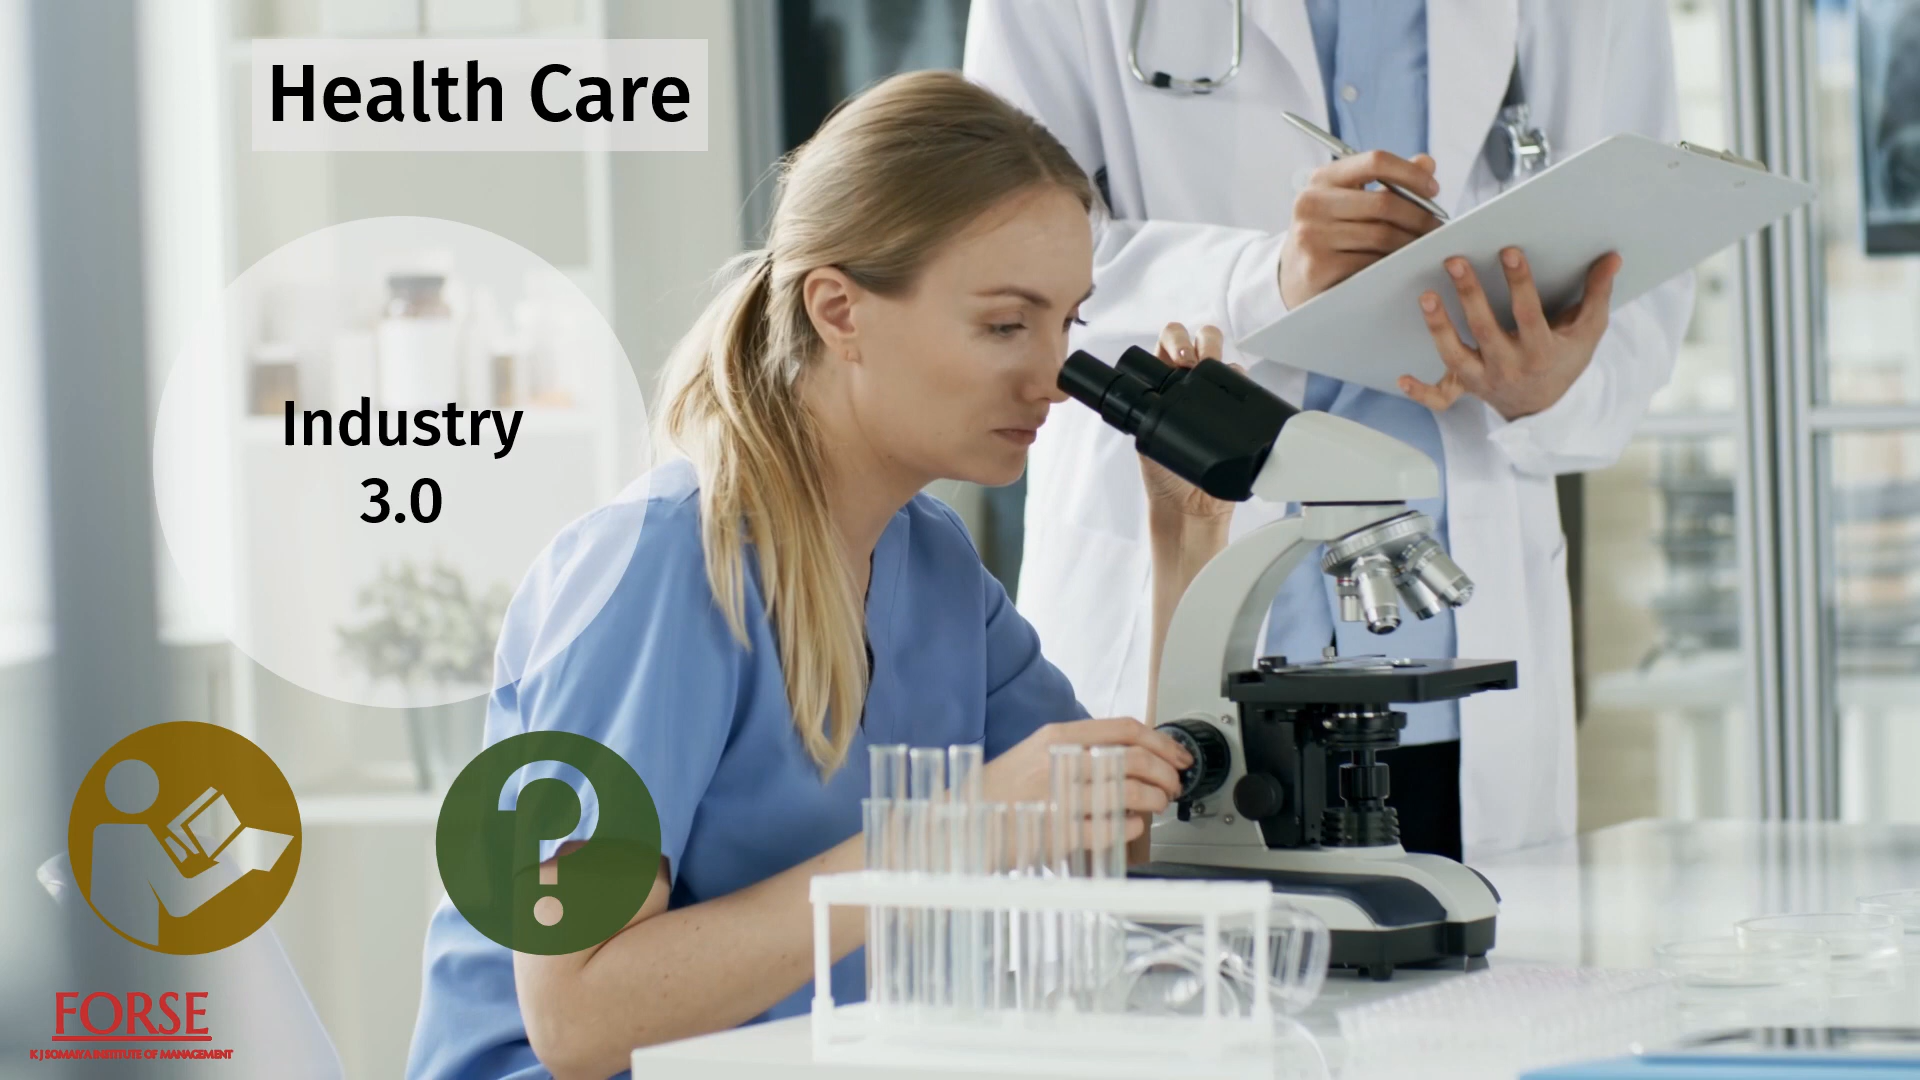 Health Care
Industry
3.0
?
FORSE
K J SOMAIYA INSTITUTE OF MANAGEMENT